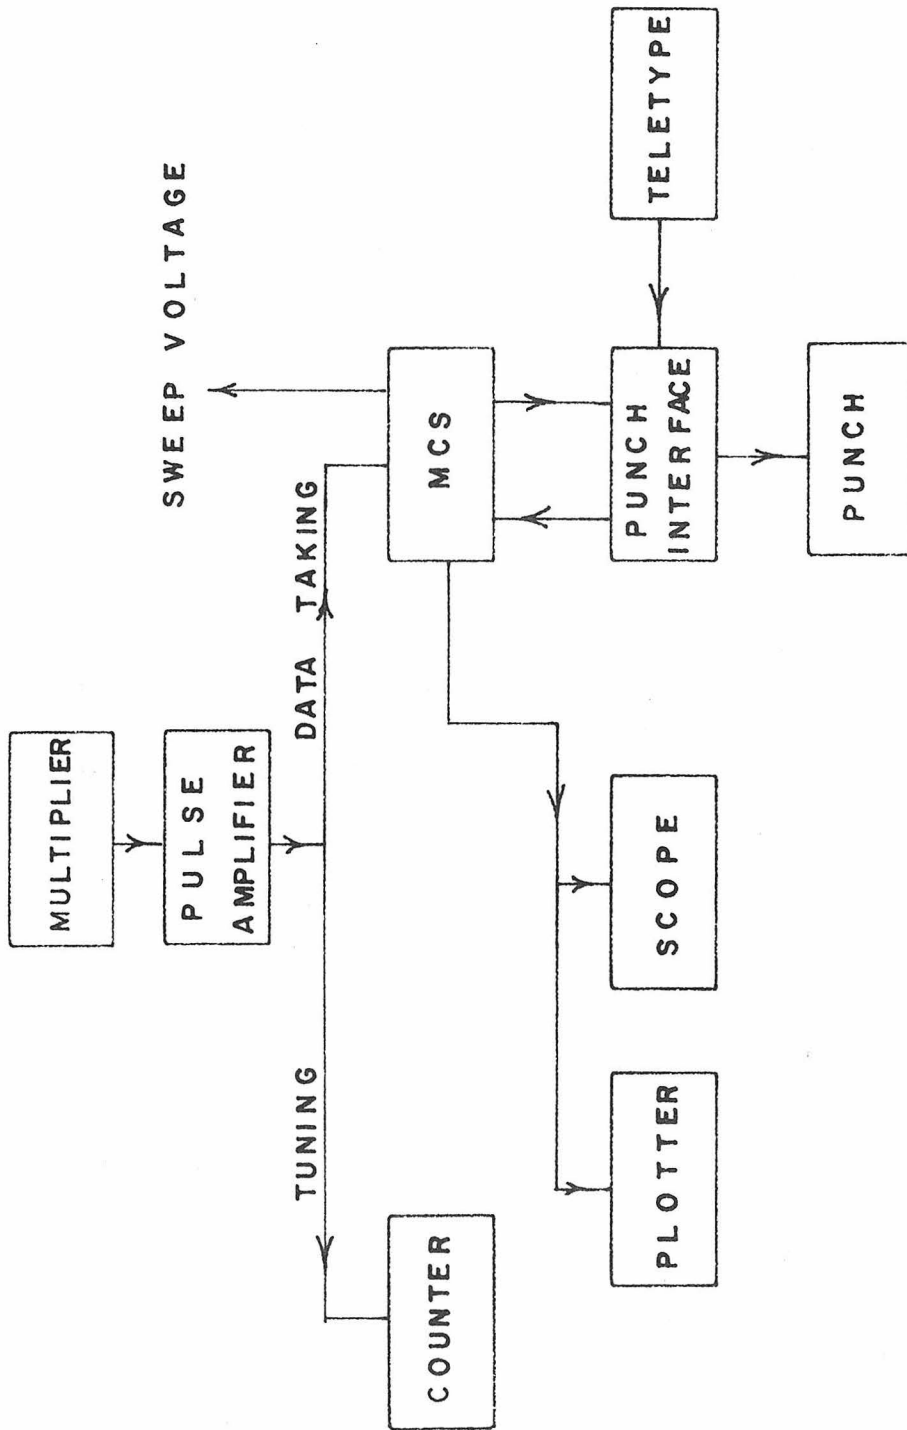 MULTIPLIER
PULSE
AMPLIFIER
TUNING
DATA TAKING
SWEEP VOLTAGE
COUNTER
MCS
PLOTTER
SCOPE
PUNCH
INTERFACE
TELETYPE
PUNCH